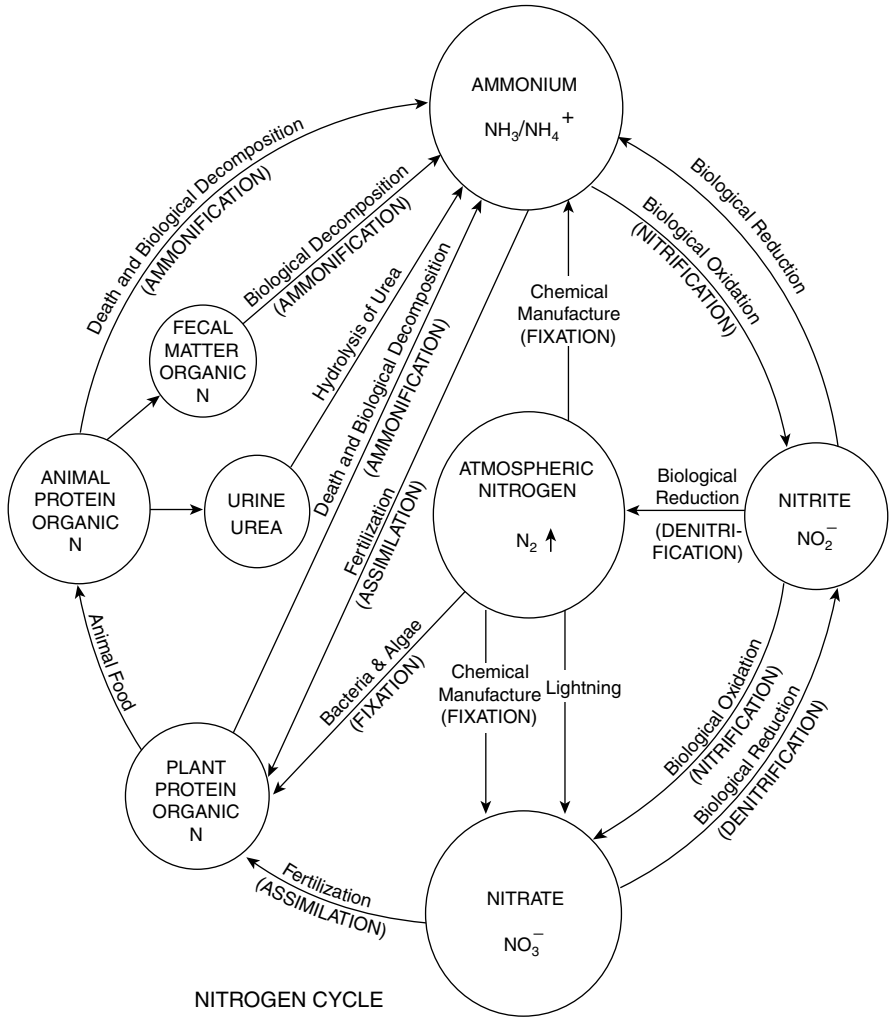 AMMONIUM
NH₃/NH₄⁺
Death and Biological Decomposition
(AMMONIFICATION)
Biological Decomposition
(AMMONIFICATION)
Hydrolysis of Urea
Death and Biological Decomposition
(AMMONIFICATION)
Fertilization
(ASSIMILATION)
Chemical
Manufacture
(FIXATION)
Biological Oxidation
(NITRIFICATION)
Biological Reduction
FECAL
MATTER
ORGANIC
N
ANIMAL
PROTEIN
ORGANIC
N
URINE
UREA
ATMOSPHERIC
NITROGEN
N₂ ↑
Biological
Reduction
(DENITRI-
FICATION)
NITRITE
NO₂⁻
Animal Food
Bacteria & Algae
(FIXATION)
Chemical
Manufacture
(FIXATION)
Lightning
Biological Oxidation
(NITRIFICATION)
Biological Reduction
(DENITRIFICATION)
PLANT
PROTEIN
ORGANIC
N
Fertilization
(ASSIMILATION)
NITRATE
NO₃⁻
NITROGEN CYCLE